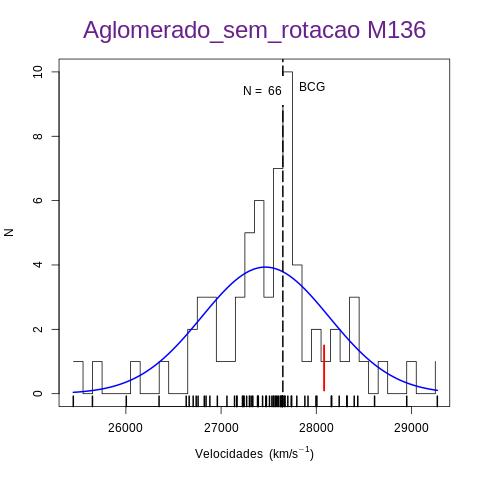 Aglomerado_sem_rotacao M136
N = 66
BCG
10
8
6
4
2
0
N
26000
27000
28000
29000
Velocidades (km/s⁻¹)